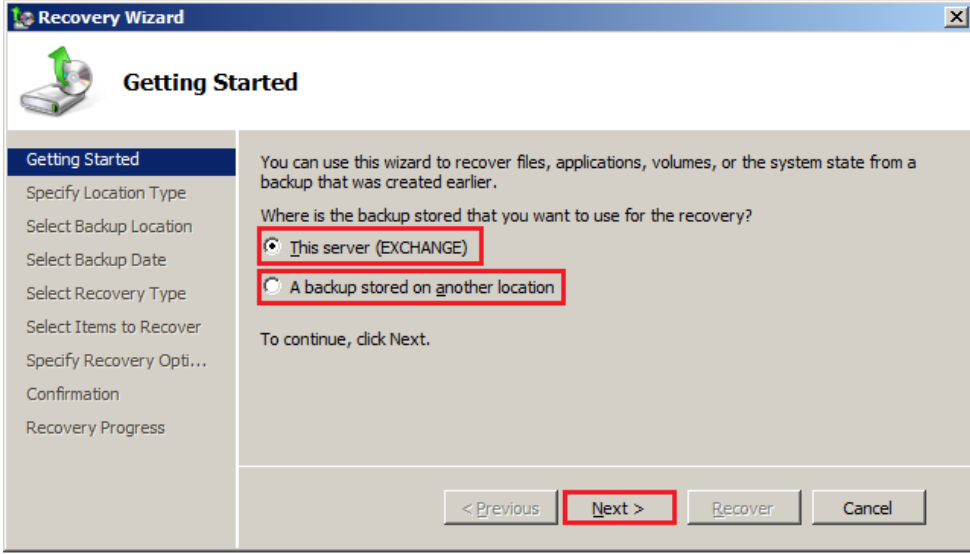 Recovery Wizard
Getting Started
Getting Started
Specify Location Type
Select Backup Location
Select Backup Date
Select Recovery Type
Select Items to Recover
Specify Recovery Opti...
Confirmation
Recovery Progress
You can use this wizard to recover files, applications, volumes, or the system state from a
backup that was created earlier.
Where is the backup stored that you want to use for the recovery?
This server (EXCHANGE)
A backup stored on another location
To continue, click Next.
< Previous
Next >
Recover
Cancel